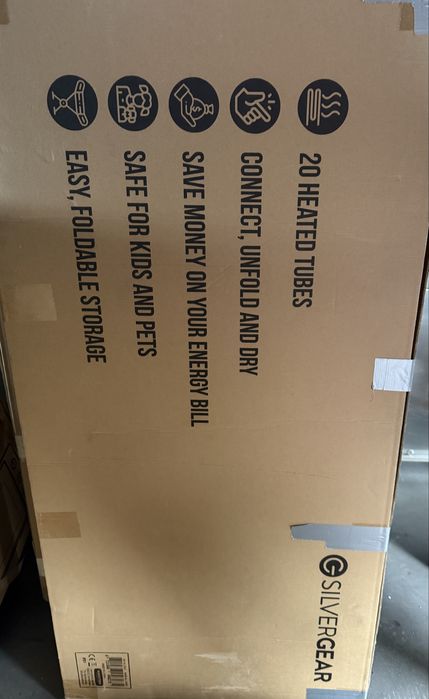 20 HEATED TUBES
CONNECT, UNFOLD AND DRY
SAVE MONEY ON YOUR ENERGY BILL
SAFE FOR KIDS AND PETS
EASY, FOLDABLE STORAGE
SILVERGEAR